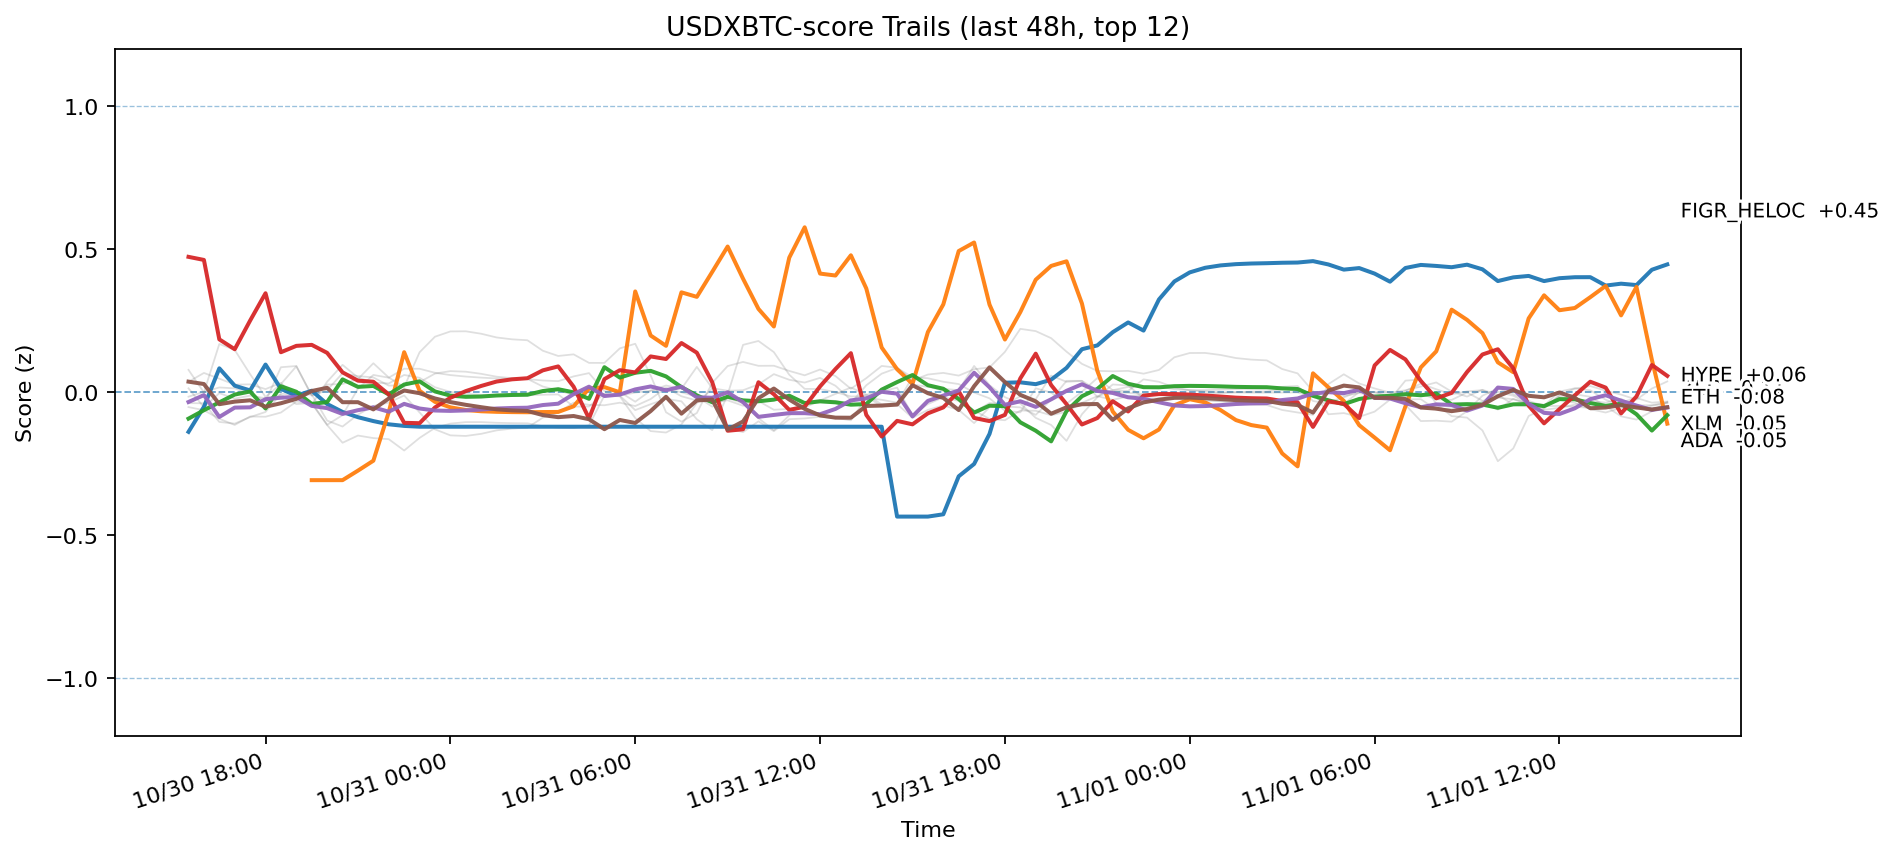 USDXBTC-score Trails (last 48h, top 12)
Score (z)
1.0
0.5
0.0
−0.5
−1.0
FIGR_HELOC +0.45
HYPE +0.06
ETH -0.08
XLM -0.05
ADA -0.05
10/30 18:00
10/31 00:00
10/31 06:00
10/31 12:00
10/31 18:00
11/01 00:00
11/01 06:00
11/01 12:00
Time